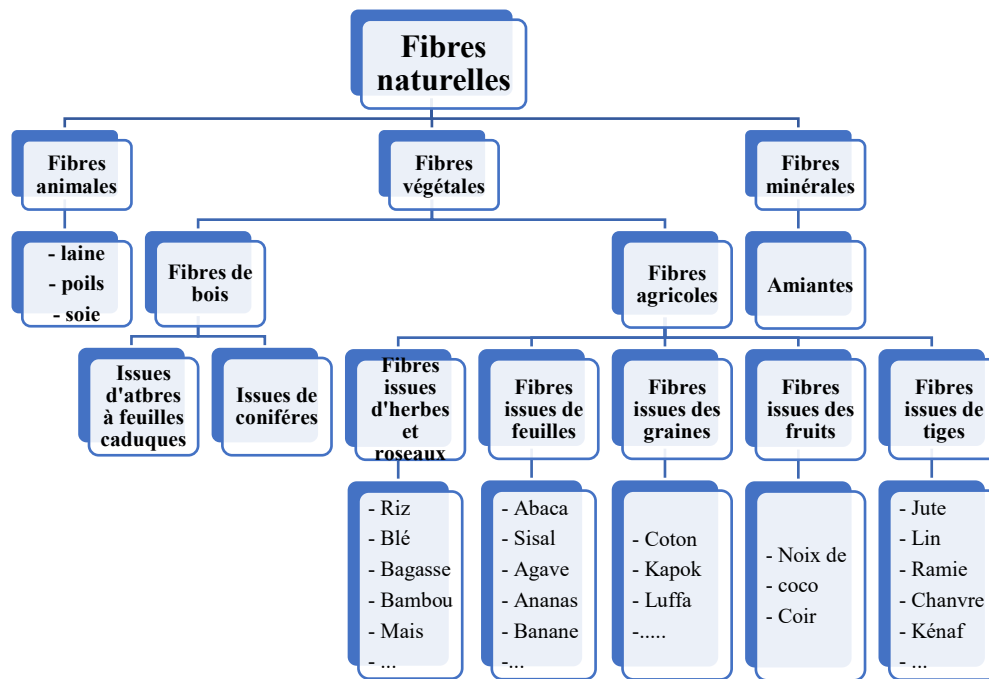 Fibres
naturelles
Fibres
animales
Fibres
végétales
Fibres
minérales
- laine
- poils
- soie
Fibres de
bois
Fibres
agricoles
Amiantes
Issues
d'atbres
à feuilles
caduques
Issues de
coniféres
Fibres
issues
d'herbes
et
roseaux
Fibres
issues de
feuilles
Fibres
issues des
graines
Fibres
issues des
fruits
Fibres
issues de
tiges
- Riz
- Blé
- Bagasse
- Bambou
- Mais
- ...
- Abaca
- Sisal
- Agave
- Ananas
- Banane
-...
- Coton
- Kapok
- Luffa
-.....
- Noix de
- coco
- Coir
- Jute
- Lin
- Ramie
- Chanvre
- Kénaf
- ...